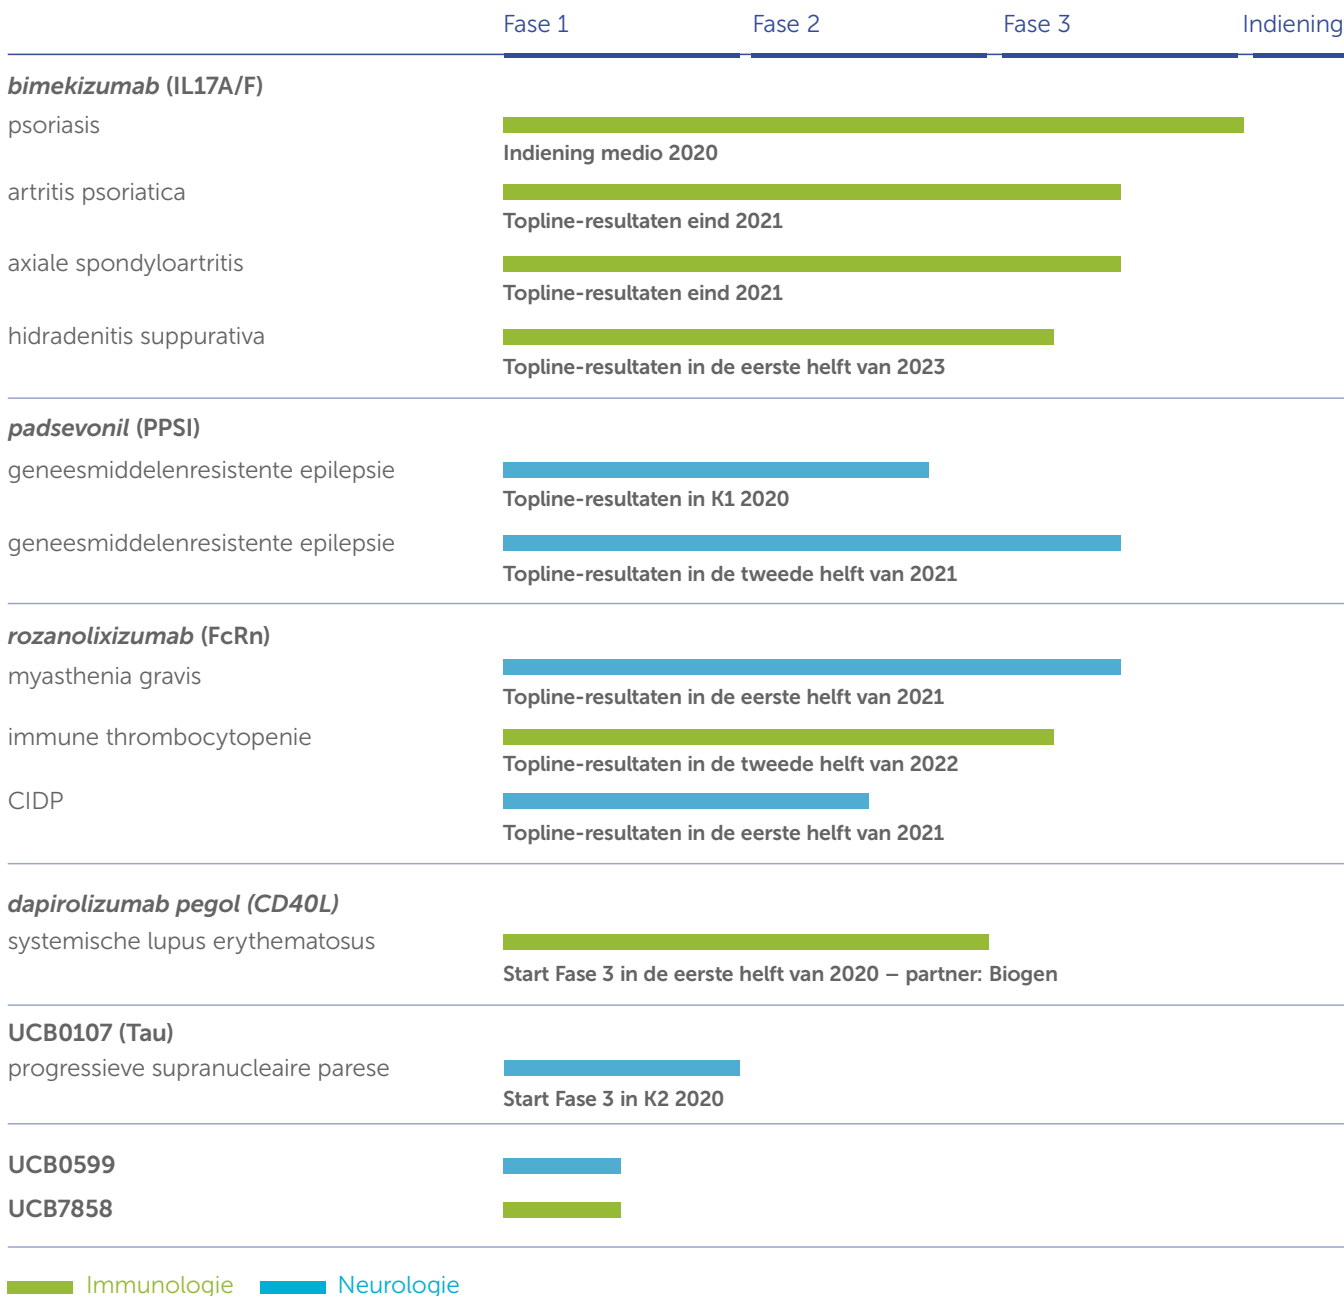 Fase 1 Fase 2 Fase 3 Indiening
bimekizumab (IL17A/F)
psoriasis
Indiening medio 2020
artritis psoriatica
Topline-resultaten eind 2021
axiale spondyloartritis
Topline-resultaten eind 2021
hidradenitis suppurativa
Topline-resultaten in de eerste helft van 2023
padsevonil (PPSI)
geneesmiddelenresistente epilepsie
Topline-resultaten in K1 2020
geneesmiddelenresistente epilepsie
Topline-resultaten in de tweede helft van 2021
rozanolixizumab (FcRn)
myasthenia gravis
Topline-resultaten in de eerste helft van 2021
immune thrombocytopenie
Topline-resultaten in de tweede helft van 2022
CIDP
Topline-resultaten in de eerste helft van 2021
dapirolizumab pegol (CD40L)
systemische lupus erythematosus
Start Fase 3 in de eerste helft van 2020 – partner: Biogen
UCB0107 (Tau)
progressieve supranucleaire parese
Start Fase 3 in K2 2020
UCB0599
UCB7858
Immunologie Neurologie